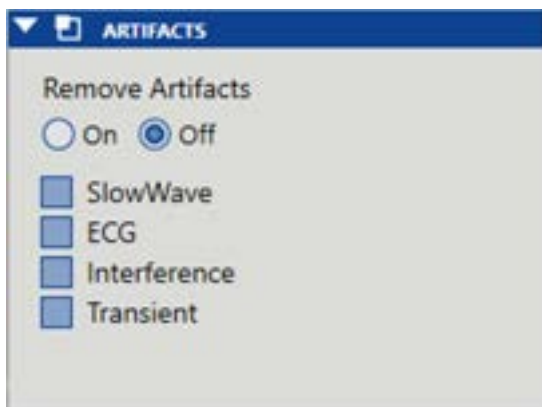 ARTIFACTS
Remove Artifacts
On Off
SlowWave
ECG
Interference
Transient